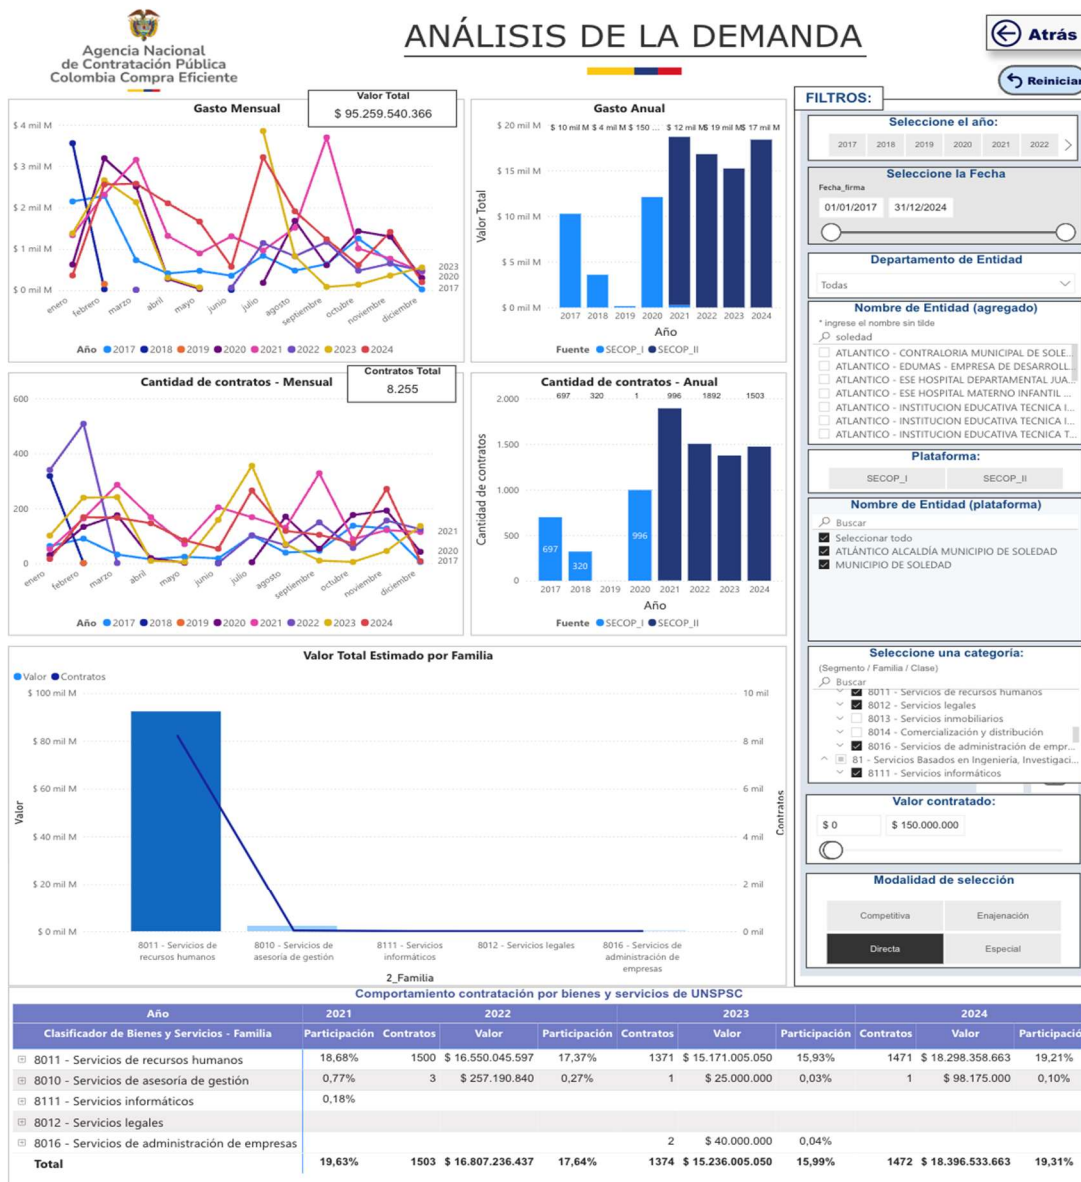 Agencia Nacional
de Contratación Pública
Colombia Compra Eficiente
ANÁLISIS DE LA DEMANDA
Atrás
Reiniciar
Gasto Mensual
Valor Total
$ 95.259.540.366
$ 4 mil M
$ 3 mil M
$ 2 mil M
$ 1 mil M
$ 0 mil M
2023
2020
2017
enero
febrero
marzo
abril
mayo
junio
julio
agosto
septiembre
octubre
noviembre
diciembre
Año 2017 2018 2019 2020 2021 2022 2023 2024
Gasto Anual
$ 20 mil M
$ 10 mil M $ 4 mil M $ 150 ... $ 12 mil M $ 19 mil M $ 17 mil M
$ 15 mil M
$ 10 mil M
$ 5 mil M
$ 0 mil M
Valor Total
2017 2018 2019 2020 2021 2022 2023 2024
Año
Fuente SECOP_I SECOP_II
Cantidad de contratos - Mensual
Contratos Total
8.255
600
400
200
0
2021
2020
2017
enero
febrero
marzo
abril
mayo
junio
julio
agosto
septiembre
octubre
noviembre
diciembre
Año 2017 2018 2019 2020 2021 2022 2023 2024
Cantidad de contratos - Anual
2.000
697 320 1 996 1892 1503
1.500
1.000
500
0
Cantidad de contratos
697
320
996
2017 2018 2019 2020 2021 2022 2023 2024
Año
Fuente SECOP_I SECOP_II
Valor Total Estimado por Familia
Valor Contratos
$ 100 mil M
$ 80 mil M
$ 60 mil M
$ 40 mil M
$ 20 mil M
$ 0 mil M
Valor
10 mil
8 mil
6 mil
4 mil
2 mil
0 mil
Contratos
8011 - Servicios de
recursos humanos
8010 - Servicios de
asesoría de gestión
8111 - Servicios
informáticos
8012 - Servicios legales
8016 - Servicios de
administración de
empresas
2_Familia
FILTROS:
Seleccione el año:
2017 2018 2019 2020 2021 2022
Seleccione la Fecha
Fecha_firma
01/01/2017 31/12/2024
Departamento de Entidad
Todas
Nombre de Entidad (agregado)
* ingrese el nombre sin tilde
soledad
ATLANTICO - CONTRALORIA MUNICIPAL DE SOLE...
ATLANTICO - EDUMAS - EMPRESA DE DESARROLL...
ATLANTICO - ESE HOSPITAL DEPARTAMENTAL JUA...
ATLANTICO - ESE HOSPITAL MATERNO INFANTIL ...
ATLANTICO - INSTITUCION EDUCATIVA TECNICA I...
ATLANTICO - INSTITUCION EDUCATIVA TECNICA I...
ATLANTICO - INSTITUCION EDUCATIVA TECNICA T...
Plataforma:
SECOP_I SECOP_II
Nombre de Entidad (plataforma)
Buscar
Seleccionar todo
ATLÁNTICO ALCALDÍA MUNICIPIO DE SOLEDAD
MUNICIPIO DE SOLEDAD
Seleccione una categoría:
(Segmento / Familia / Clase)
Buscar
8011 - Servicios de recursos humanos
8012 - Servicios legales
8013 - Servicios inmobiliarios
8014 - Comercialización y distribución
8016 - Servicios de administración de empr...
81 - Servicios Basados en Ingeniería, Investigaci...
8111 - Servicios informáticos
Valor contratado:
$ 0 $ 150.000.000
Modalidad de selección
Competitiva Enajenación
Directa Especial
Comportamiento contratación por bienes y servicios de UNSPSC
Año 2021 2022 2023 2024
Clasificador de Bienes y Servicios - Familia Participación Contratos Valor Participación Contratos Valor Participación Contratos Valor Participació
8011 - Servicios de recursos humanos 18,68% 1500 $ 16.550.045.597 17,37% 1371 $ 15.171.005.050 15,93% 1471 $ 18.298.358.663 19,21%
8010 - Servicios de asesoría de gestión 0,77% 3 $ 257.190.840 0,27% 1 $ 25.000.000 0,03% 1 $ 98.175.000 0,10%
8111 - Servicios informáticos 0,18%
8012 - Servicios legales
8016 - Servicios de administración de empresas 2 $ 40.000.000 0,04%
Total 19,63% 1503 $ 16.807.236.437 17,64% 1374 $ 15.236.005.050 15,99% 1472 $ 18.396.533.663 19,31%